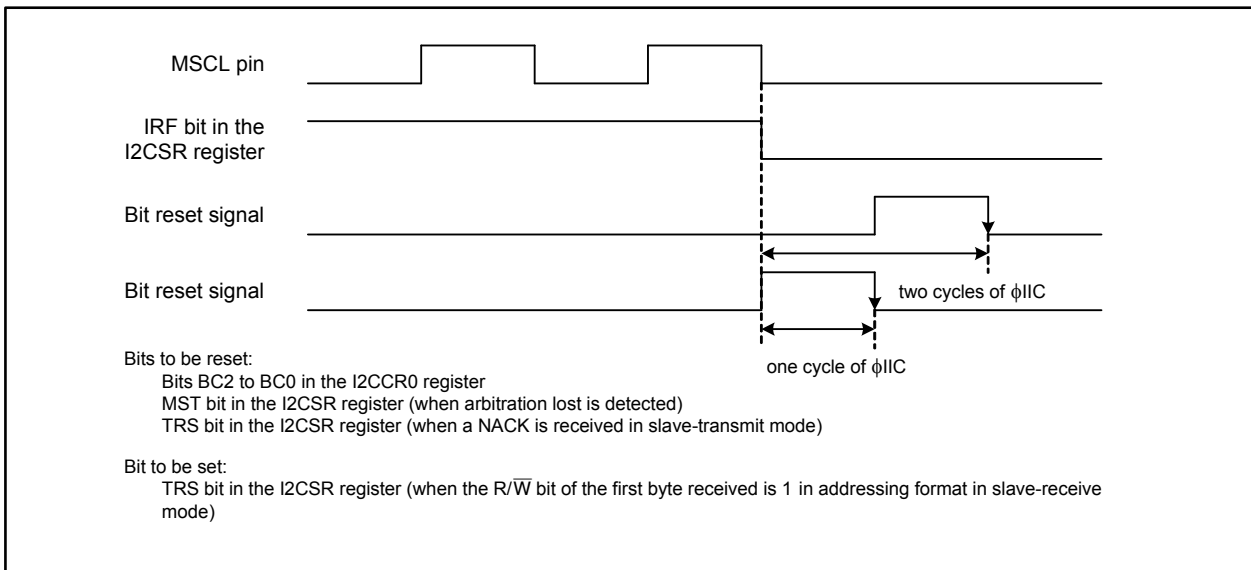 MSCL pin
IRF bit in the
I2CSR register
Bit reset signal
Bit reset signal
two cycles of ϕIIC
one cycle of ϕIIC
Bits to be reset:
Bits BC2 to BC0 in the I2CCR0 register
MST bit in the I2CSR register (when arbitration lost is detected)
TRS bit in the I2CSR register (when a NACK is received in slave-transmit mode)
Bit to be set:
TRS bit in the I2CSR register (when the R/W̅ bit of the first byte received is 1 in addressing format in slave-receive
mode)